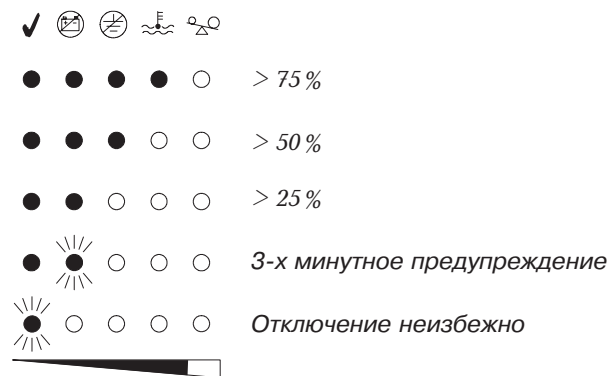 > 75 %
> 50 %
> 25 %
3-х минутное предупреждение
Отключение неизбежно